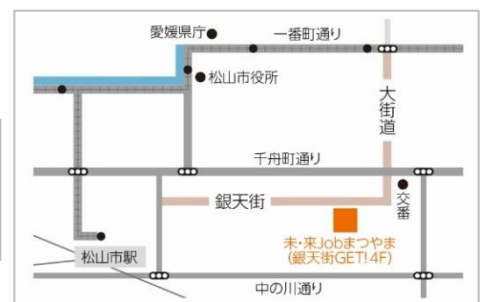 愛媛県庁
一番町通り
松山市役所
大街道
千舟町通り
銀天街
交番
未・来Jobまつやま
(銀天街GET!4F)
松山市駅
中の川通り